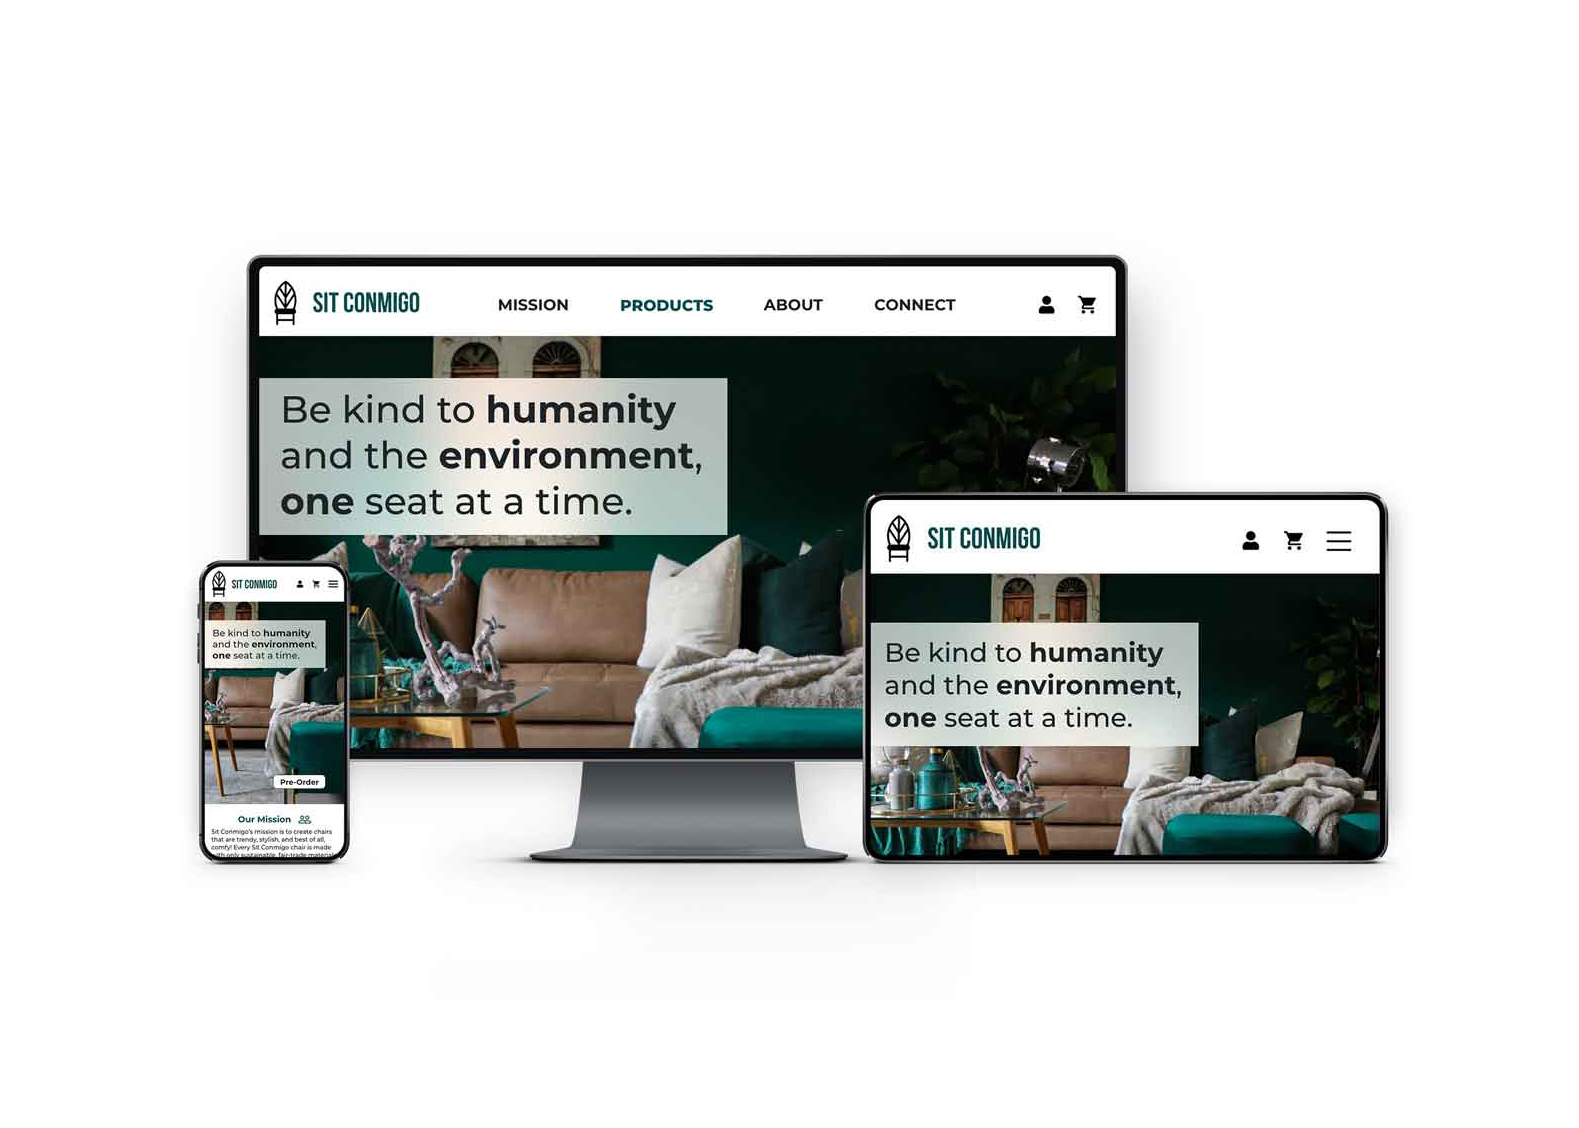 SIT CONMIGO
MISSION
PRODUCTS
ABOUT
CONNECT
Be kind to humanity
and the environment,
one seat at a time.
SIT CONMIGO
Be kind to humanity
and the environment,
one seat at a time.
Pre-Order
Our Mission
Sit Conmigo's mission is to create chairs
that are trendy, stylish, and best of all,
comfy! Every Sit Conmigo chair is made
with only sustainable, fair-trade material
SIT CONMIGO
Be kind to humanity
and the environment,
one seat at a time.